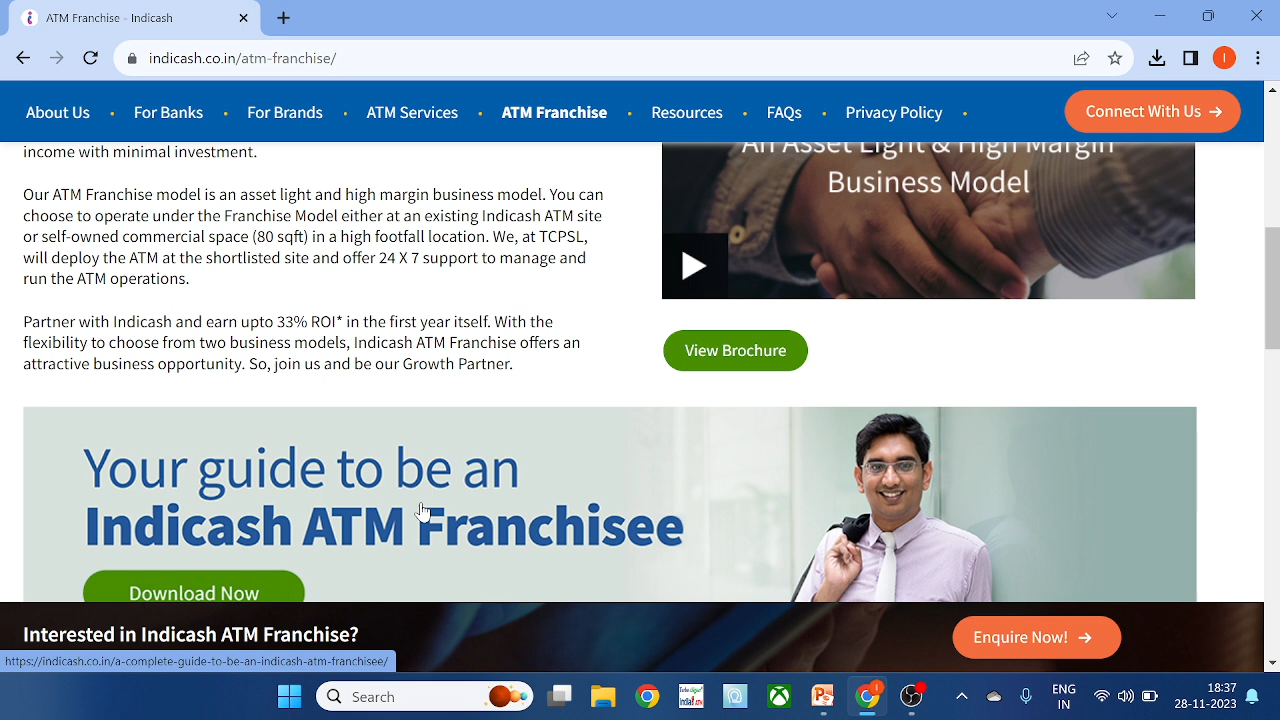 ATM Franchise -
indicash.co.in/atm-franchise/
About Us • For Banks • For Brands • ATM Services • ATM Franchise • Resources • FAQs • Privacy Policy •
Connect With Us →
income with minimal investment.
Our ATM Franchise model is an asset light and high margin business model. You can
choose to operate under the Franchise Model either at an existing Indicash ATM site
or self-owned commercial space (80 sqft) in a high footfall location. We, at TCPSL,
will deploy the ATM at the shortlisted site and offer 24 X 7 support to manage and
run the ATM operations.
Partner with Indicash and earn upto 33% ROI* in the first year itself. With the
flexibility to choose from two business models, Indicash ATM Franchise offers an
attractive business opportunity. So, join us and be our Growth Partner.
An Asset Light & High Margin
Business Model
View Brochure
Your guide to be an
Indicash ATM Franchisee
Download Now
Interested in Indicash ATM Franchise?
Enquire Now! →
https://indicash.co.in/a-complete-guide-to-be-an-indicash-atm-franchisee/
Search
ENG
IN
18:37
28-11-2023